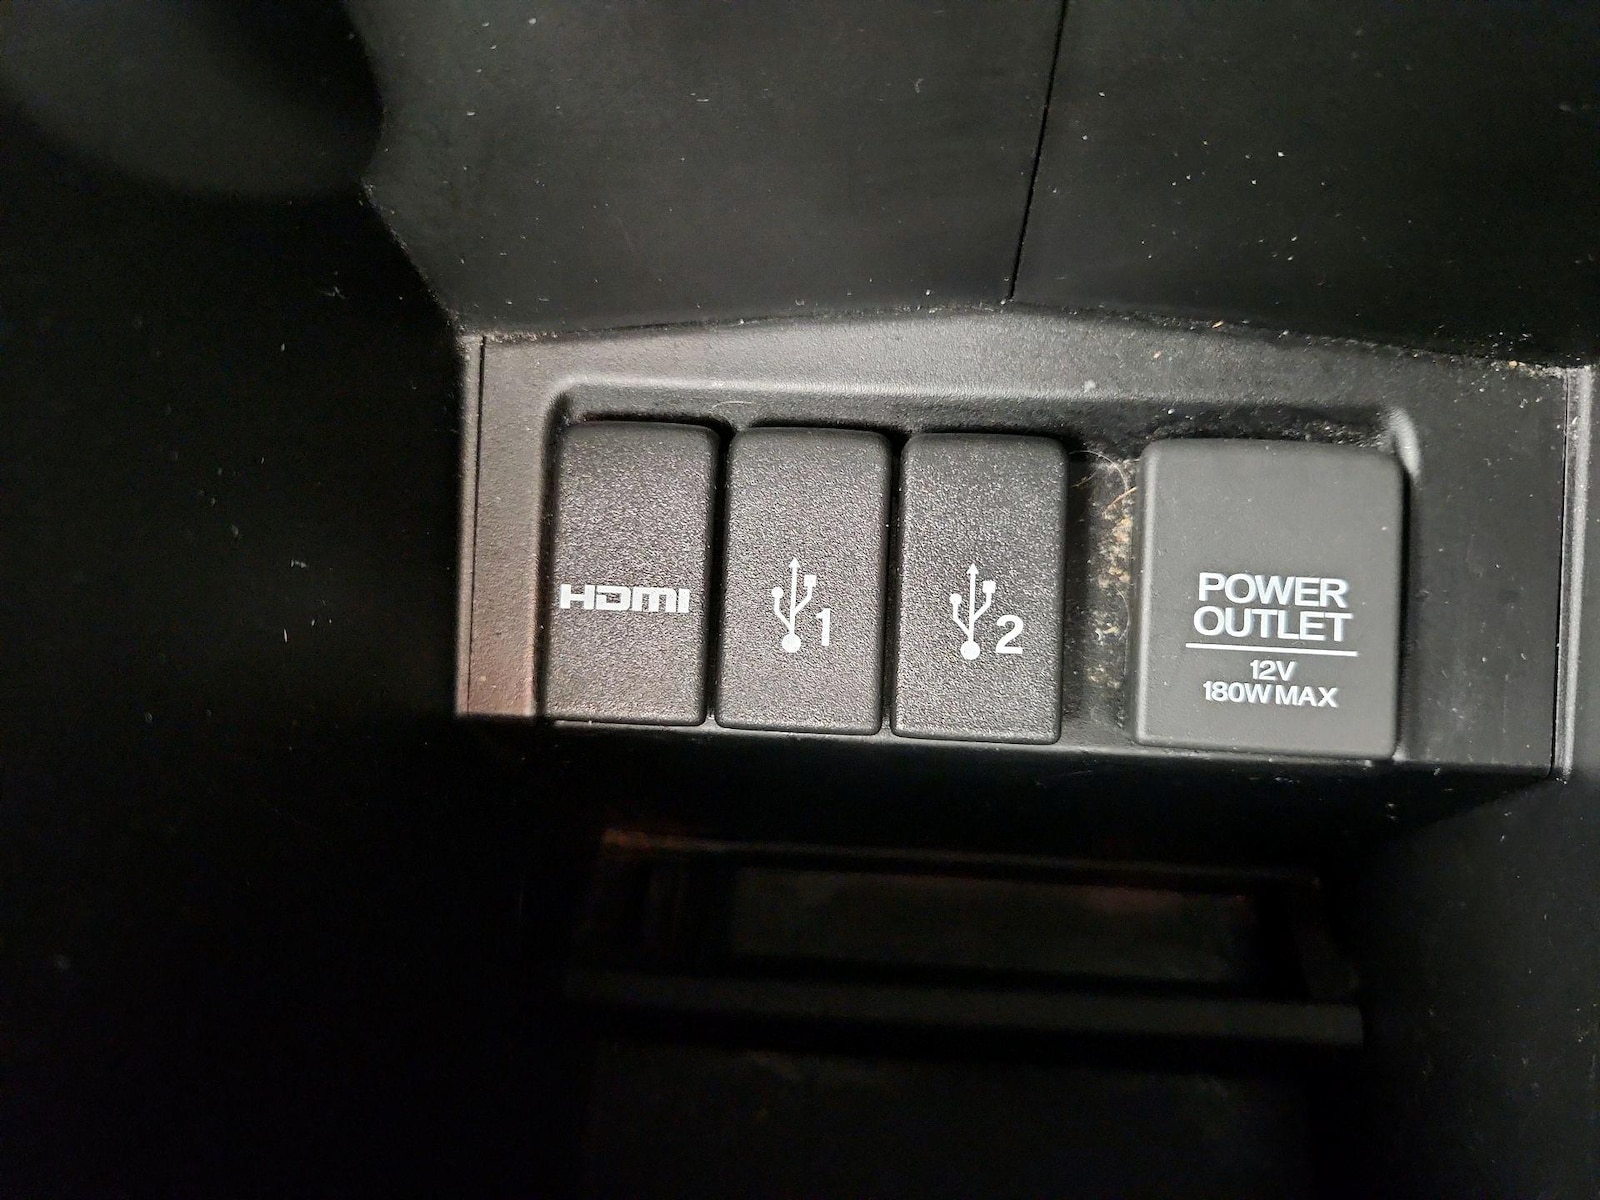 HDMI
1
2
POWER
OUTLET
12V
180W MAX